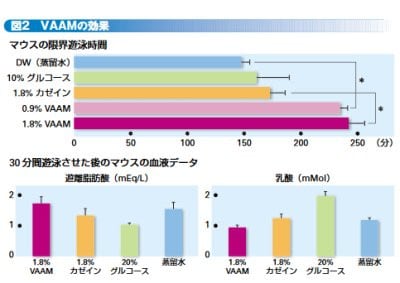 図2 VAAMの効果
マウスの限界遊泳時間
DW（蒸留水）
10% グルコース
1.8% カゼイン
0.9% VAAM
1.8% VAAM
*
*
0 50 100 150 200 250 （分）
30分間遊泳させた後のマウスの血液データ
遊離脂肪酸（mEq/L）
2
1
0
1.8% 1.8% 20% 蒸留水
VAAM カゼイン グルコース
乳酸（mMol）
2
1
0
1.8% 1.8% 20% 蒸留水
VAAM カゼイン グルコース